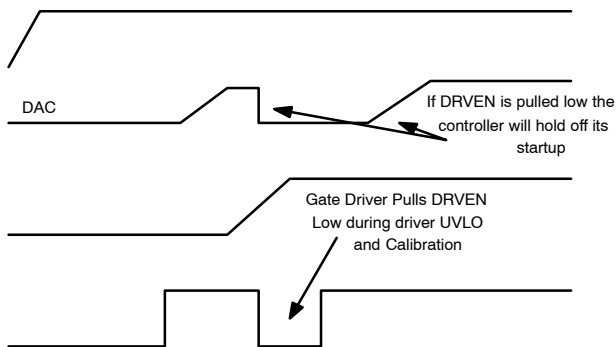 DAC
If DRVEN is pulled low the
controller will hold off its
startup
Gate Driver Pulls DRVEN
Low during driver UVLO
and Calibration